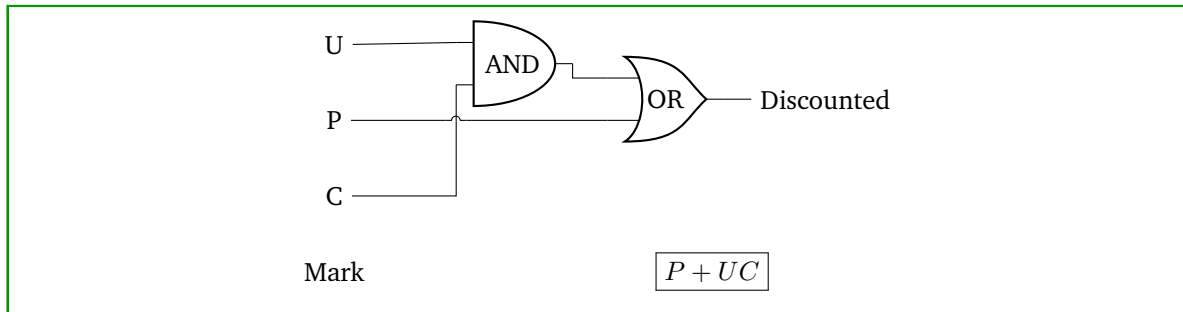 U
AND
P
OR
Discounted
C
Mark
P + UC